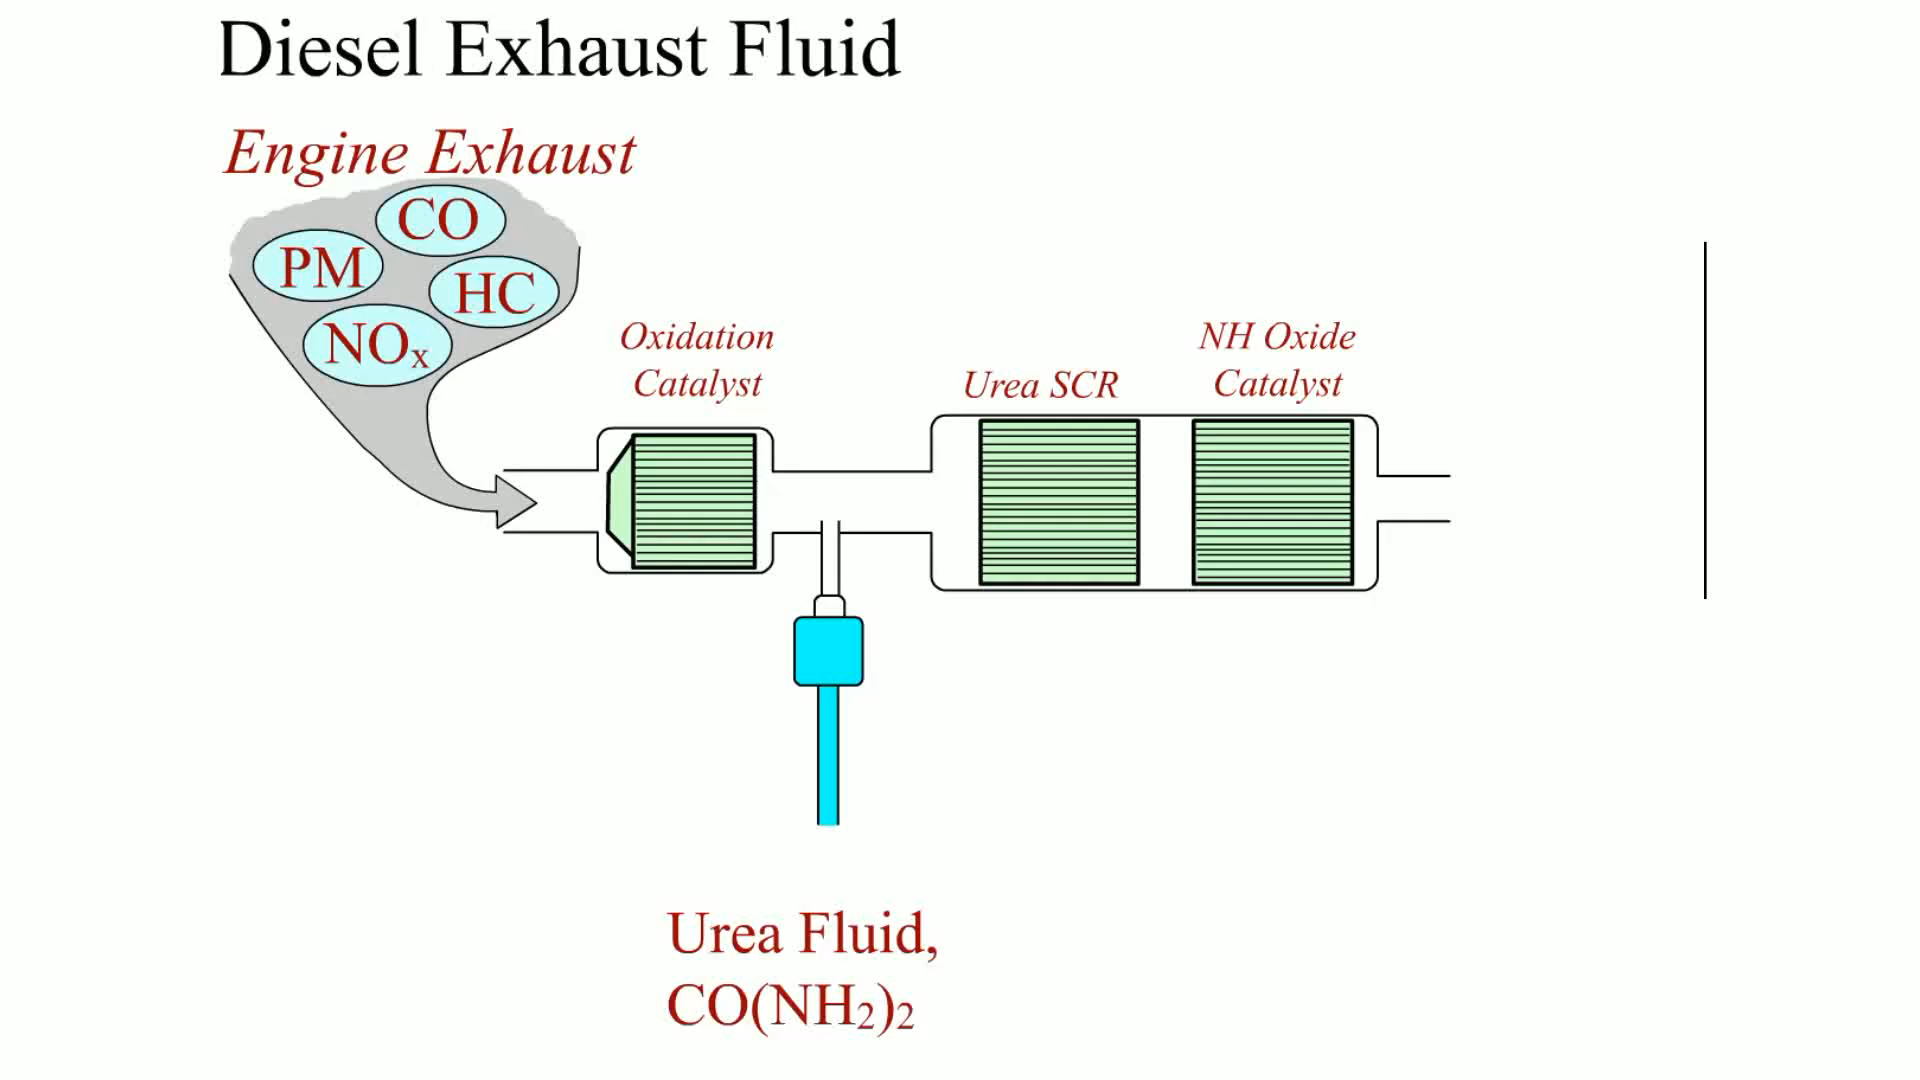 Diesel Exhaust Fluid
Engine Exhaust
CO
PM
HC
NOx
Oxidation
Catalyst
Urea SCR
NH Oxide
Catalyst
Urea Fluid,
CO(NH2)2